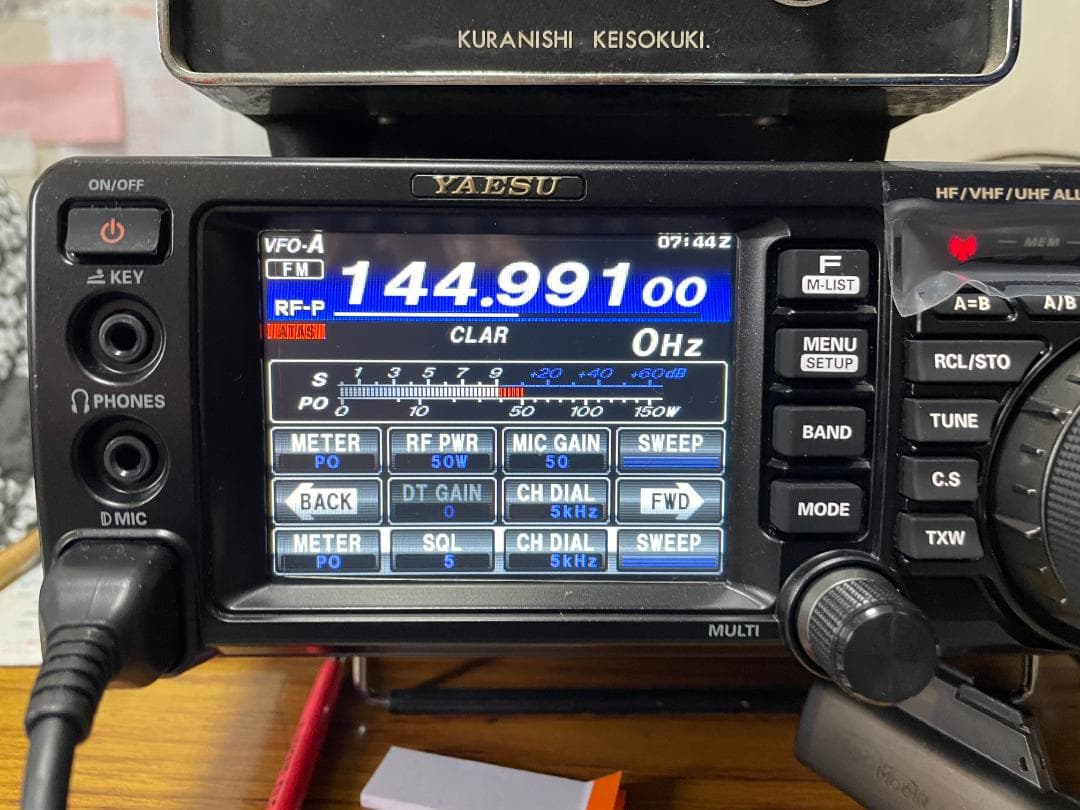 KURANISHI KEISOKUKI.
ON/OFF
YAESU
HF/VHF/UHF ALL
VFO-A
07:44Z
FM
144.99100
RF-P
ATAS
CLAR
0Hz
S 1 3 5 7 9 +20 +40 +60dB
PO 0 10 50 100 150W
METER
PO
RF PWR
50W
MIC GAIN
50
SWEEP
BACK
DT GAIN
0
CH DIAL
5kHz
FWD
METER
PO
SQL
5
CH DIAL
5kHz
SWEEP
KEY
PHONES
MIC
F
M-LIST
MENU
SETUP
BAND
MODE
MULTI
MEM
A=B
A/B
RCL/STO
TUNE
C.S
TXW